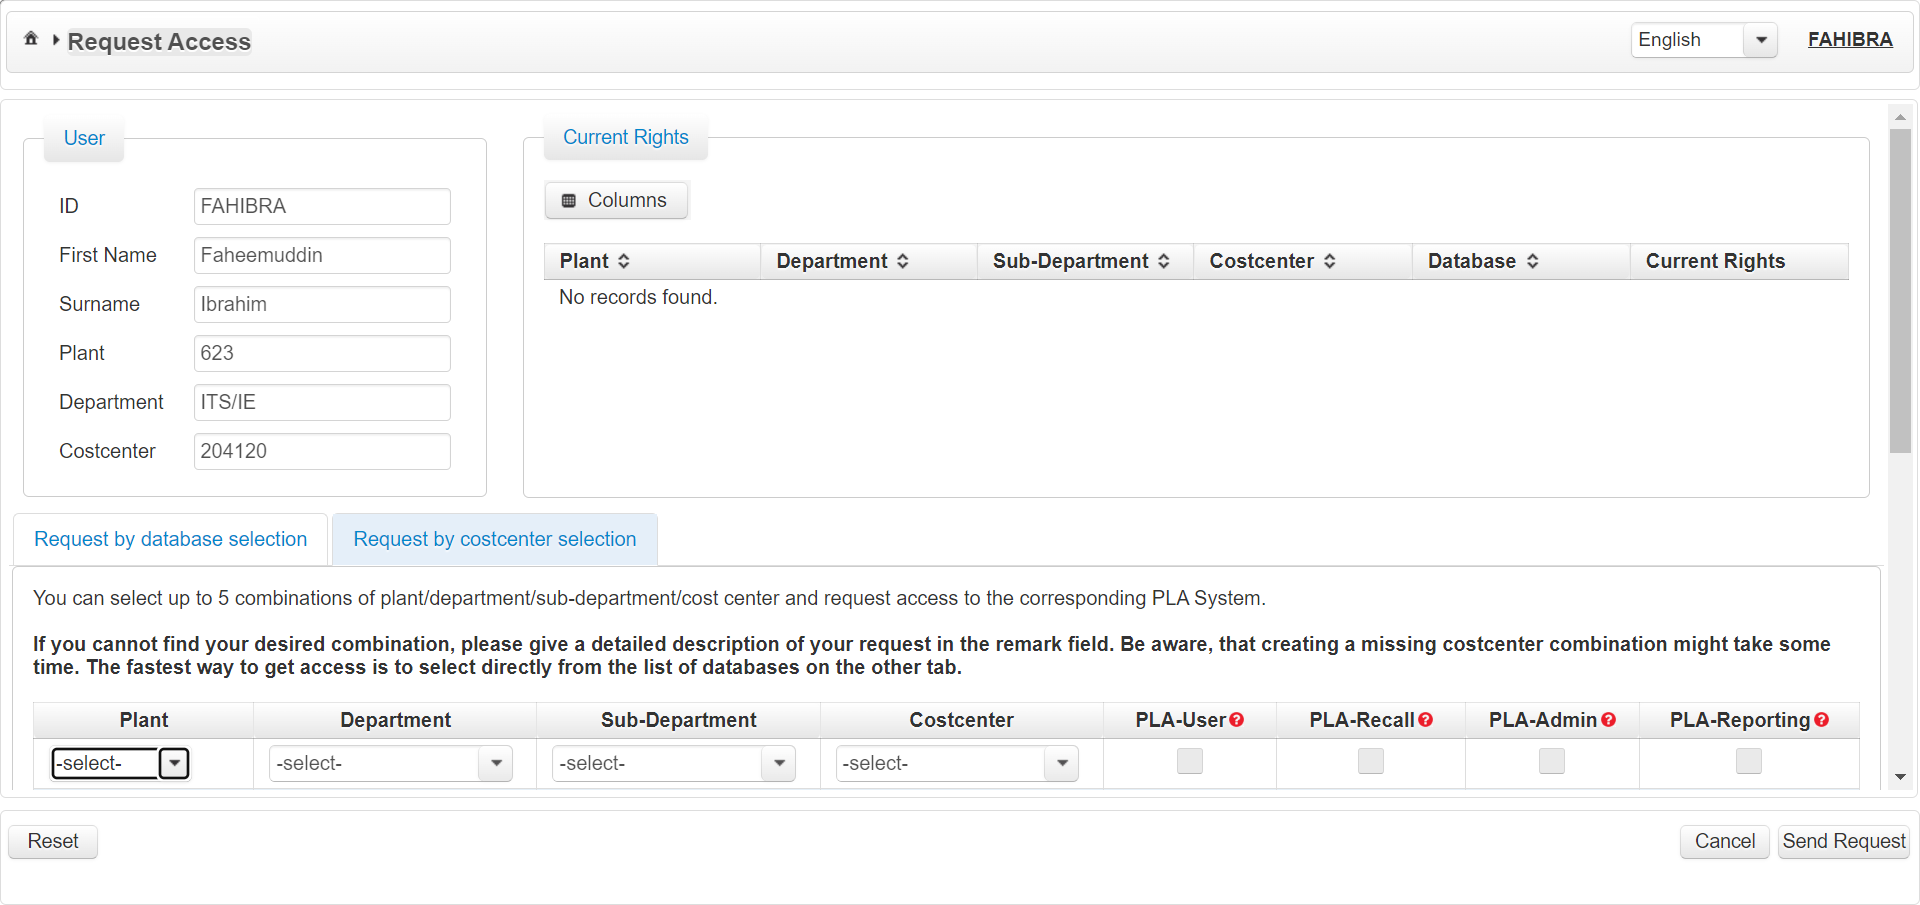 Request Access
English
FAHIBRA
User
ID
FAHIBRA
First Name
Faheemuddin
Surname
Ibrahim
Plant
623
Department
ITS/IE
Costcenter
204120
Current Rights
Columns
Plant Department Sub-Department Costcenter Database Current Rights
No records found.
Request by database selection
Request by costcenter selection
You can select up to 5 combinations of plant/department/sub-department/cost center and request access to the corresponding PLA System.
If you cannot find your desired combination, please give a detailed description of your request in the remark field. Be aware, that creating a missing costcenter combination might take some
time. The fastest way to get access is to select directly from the list of databases on the other tab.
Plant Department Sub-Department Costcenter PLA-User? PLA-Recall? PLA-Admin? PLA-Reporting?
-select- -select- -select- -select-
Reset
Cancel
Send Request